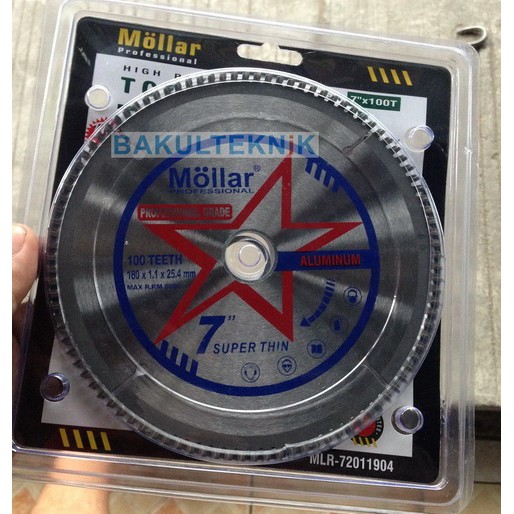 Möllar
Professional
HIGH
7"x100T
BAKULTEKNiK
Möllar®
PROFESSIONAL
PROFESSIONAL GRADE
100 TEETH
180 x 1.1 x 25.4 mm
MAX R.P.M
ALUMINUM
7"
SUPER THIN
MLR-72011904